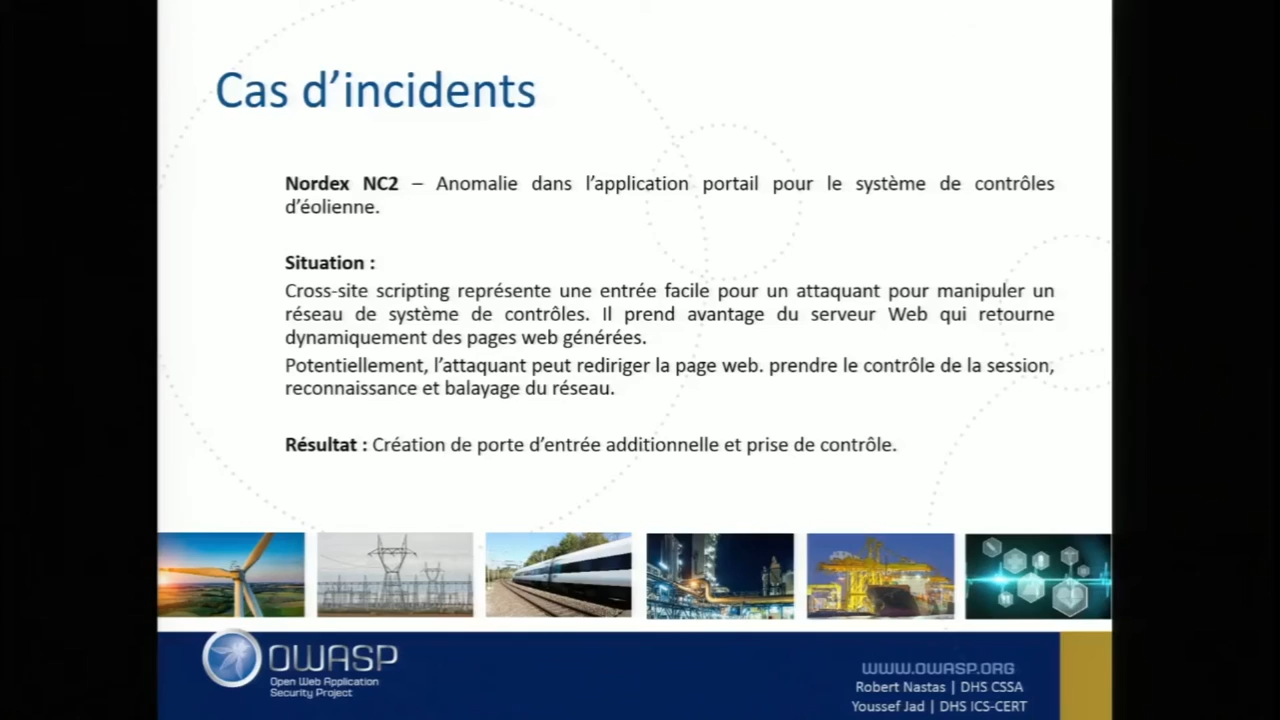 Cas d’incidents
Nordex NC2 – Anomalie dans l’application portail pour le système de contrôles
d’éolienne.
Situation :
Cross-site scripting représente une entrée facile pour un attaquant pour manipuler un
réseau de système de contrôles. Il prend avantage du serveur Web qui retourne
dynamiquement des pages web générées.
Potentiellement, l’attaquant peut rediriger la page web. prendre le contrôle de la session,
reconnaissance et balayage du réseau.
Résultat : Création de porte d’entrée additionnelle et prise de contrôle.
OWASP
Open Web Application
Security Project
WWW.OWASP.ORG
Robert Nastas | DHS CSSA
Youssef Jad | DHS ICS-CERT